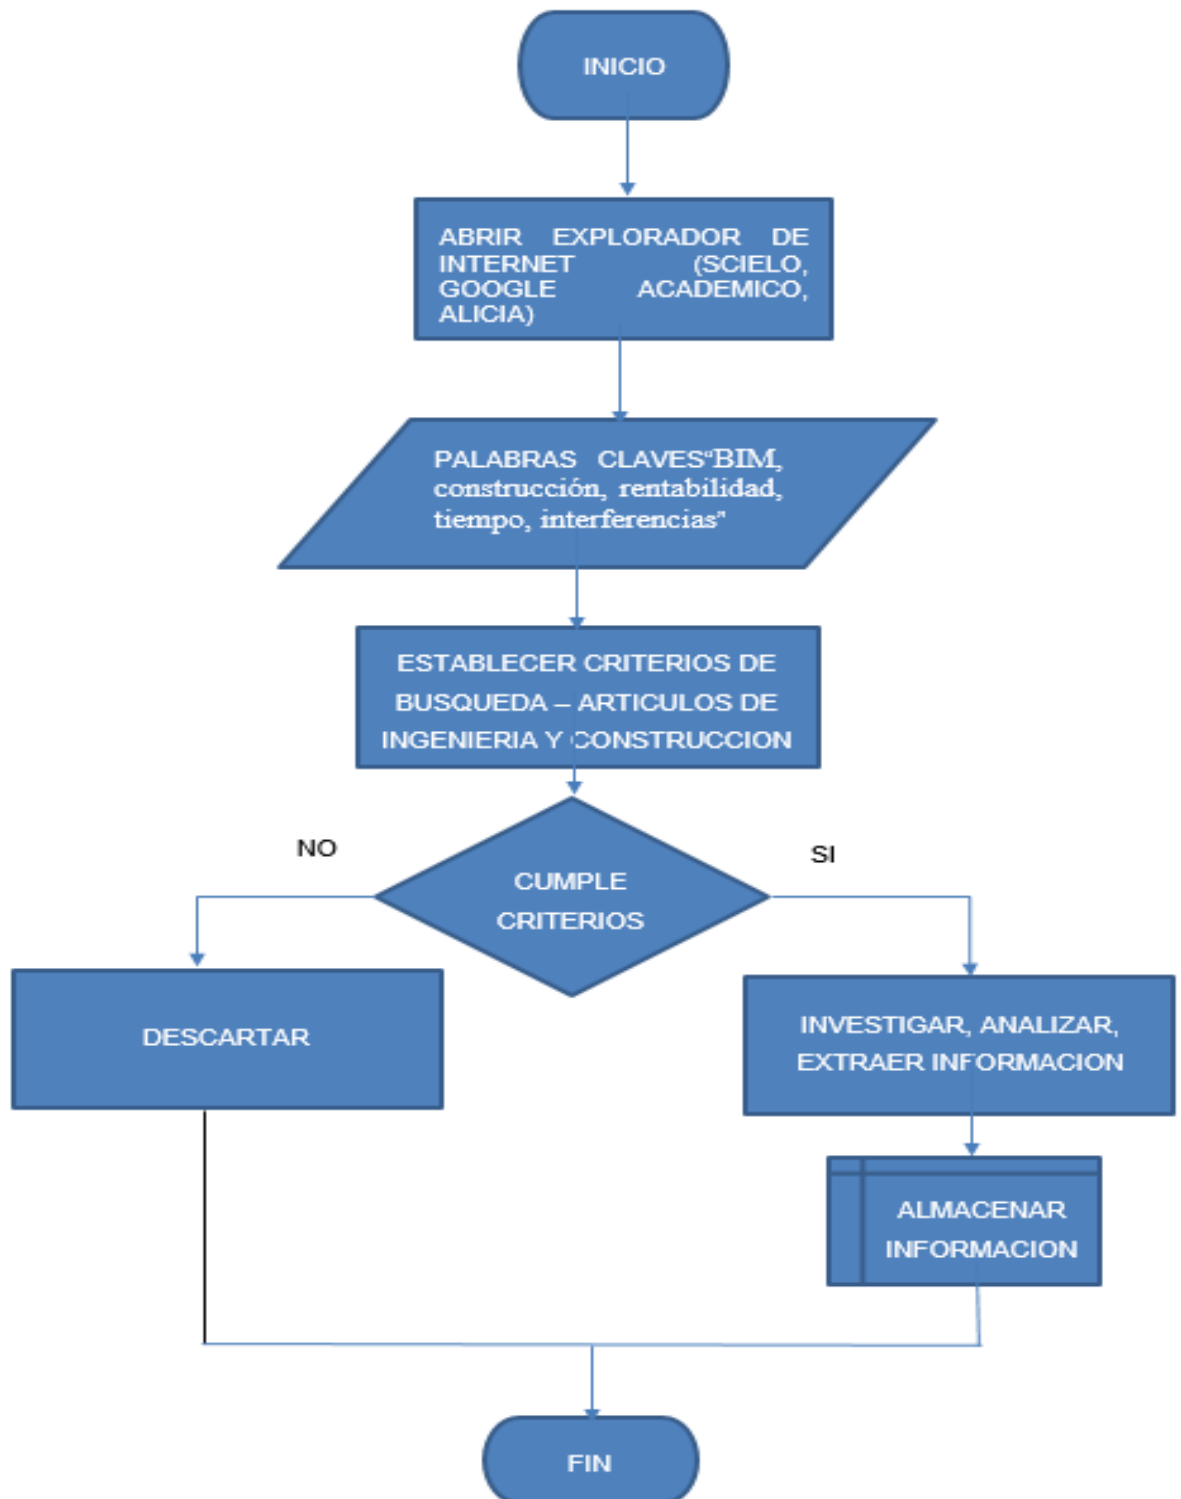 INICIO
ABRIR EXPLORADOR DE
INTERNET (SCIELO,
GOOGLE ACADEMICO,
ALICIA)
PALABRAS CLAVES“BIM,
construcción, rentabilidad,
tiempo, interferencias”
ESTABLECER CRITERIOS DE
BUSQUEDA – ARTICULOS DE
INGENIERIA Y CONSTRUCCION
NO
SI
CUMPLE
CRITERIOS
DESCARTAR
INVESTIGAR, ANALIZAR,
EXTRAER INFORMACION
ALMACENAR
INFORMACION
FIN